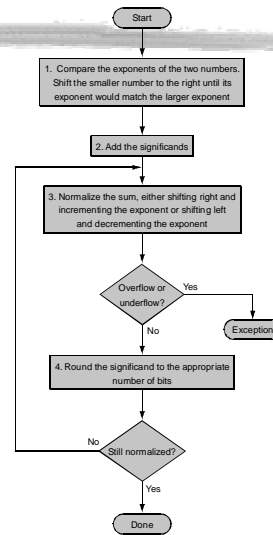 Start
1. Compare the exponents of the two numbers.
Shift the smaller number to the right until its
exponent would match the larger exponent
2. Add the significands
3. Normalize the sum, either shifting right and
incrementing the exponent or shifting left
and decrementing the exponent
Overflow or
underflow?
Yes
No
Exception
4. Round the significand to the appropriate
number of bits
No
Still normalized?
Yes
Done